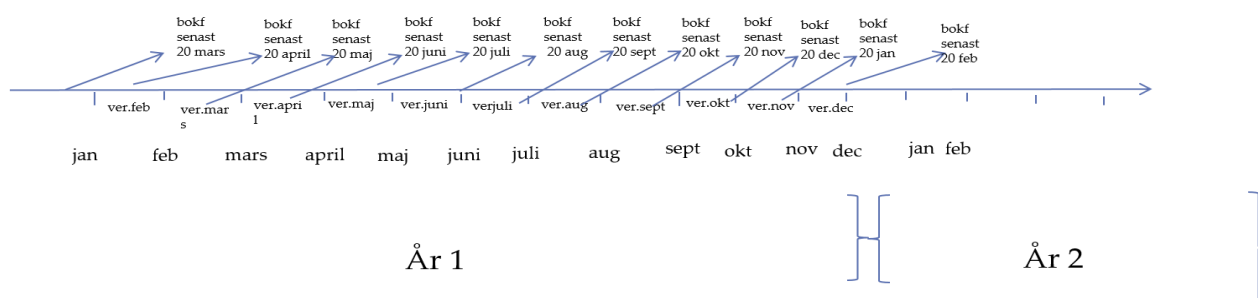 bokf
senast
20 mars
bokf
senast
20 april
bokf
senast
20 maj
bokf
senast
20 juni
bokf
senast
20 juli
bokf
senast
20 aug
bokf
senast
20 sept
bokf
senast
20 okt
bokf
senast
20 nov
bokf
senast
20 dec
bokf
senast
20 jan
bokf
senast
20 feb
ver.feb
ver.mar
s
ver.apri
l
ver.maj
ver.juni
verjuli
ver.aug
ver.sept
ver.okt
ver.nov
ver.dec
jan
feb
mars
april
maj
juni
juli
aug
sept
okt
nov
dec
jan
feb
År 1
År 2